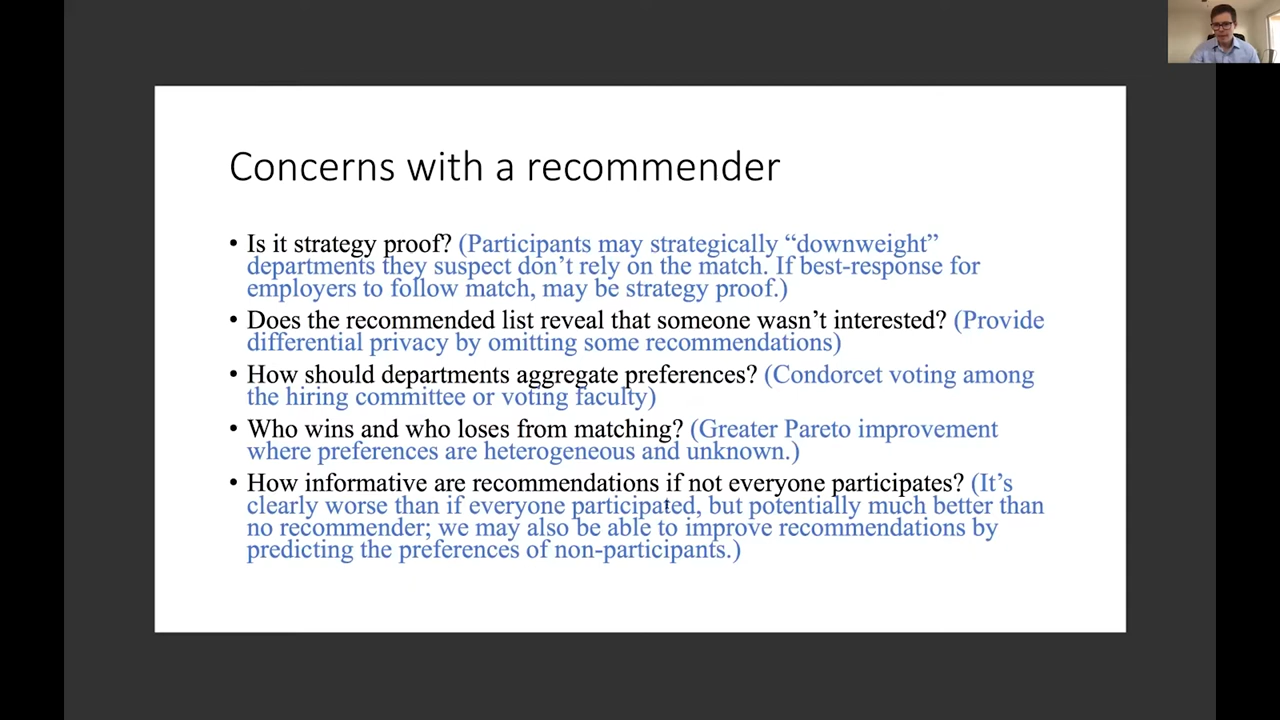 Concerns with a recommender
• Is it strategy proof? (Participants may strategically “downweight”
departments they suspect don’t rely on the match. If best-response for
employers to follow match, may be strategy proof.)
• Does the recommended list reveal that someone wasn’t interested? (Provide
differential privacy by omitting some recommendations)
• How should departments aggregate preferences? (Condorcet voting among
the hiring committee or voting faculty)
• Who wins and who loses from matching? (Greater Pareto improvement
where preferences are heterogeneous and unknown.)
• How informative are recommendations if not everyone participates? (It’s
clearly worse than if everyone participated, but potentially much better than
no recommender; we may also be able to improve recommendations by
predicting the preferences of non-participants.)